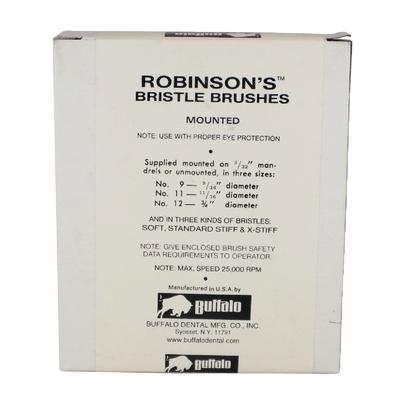 ROBINSON'S™
BRISTLE BRUSHES
MOUNTED
NOTE: USE WITH PROPER EYE PROTECTION
Supplied mounted on 3/32" man-
drels or unmounted, in three sizes:
No. 9 — 9/16" diameter
No. 11 — 11/16" diameter
No. 12 — ¾" diameter
AND IN THREE KINDS OF BRISTLES:
SOFT, STANDARD STIFF & X-STIFF
NOTE: GIVE ENCLOSED BRUSH SAFETY
DATA REQUIREMENTS TO OPERATOR.
NOTE: MAX. SPEED 25,000 RPM
Manufactured in U.S.A. by
Buffalo
BUFFALO DENTAL MFG. CO., INC.
Syosset, N.Y. 11791
www.buffalodental.com
Buffalo